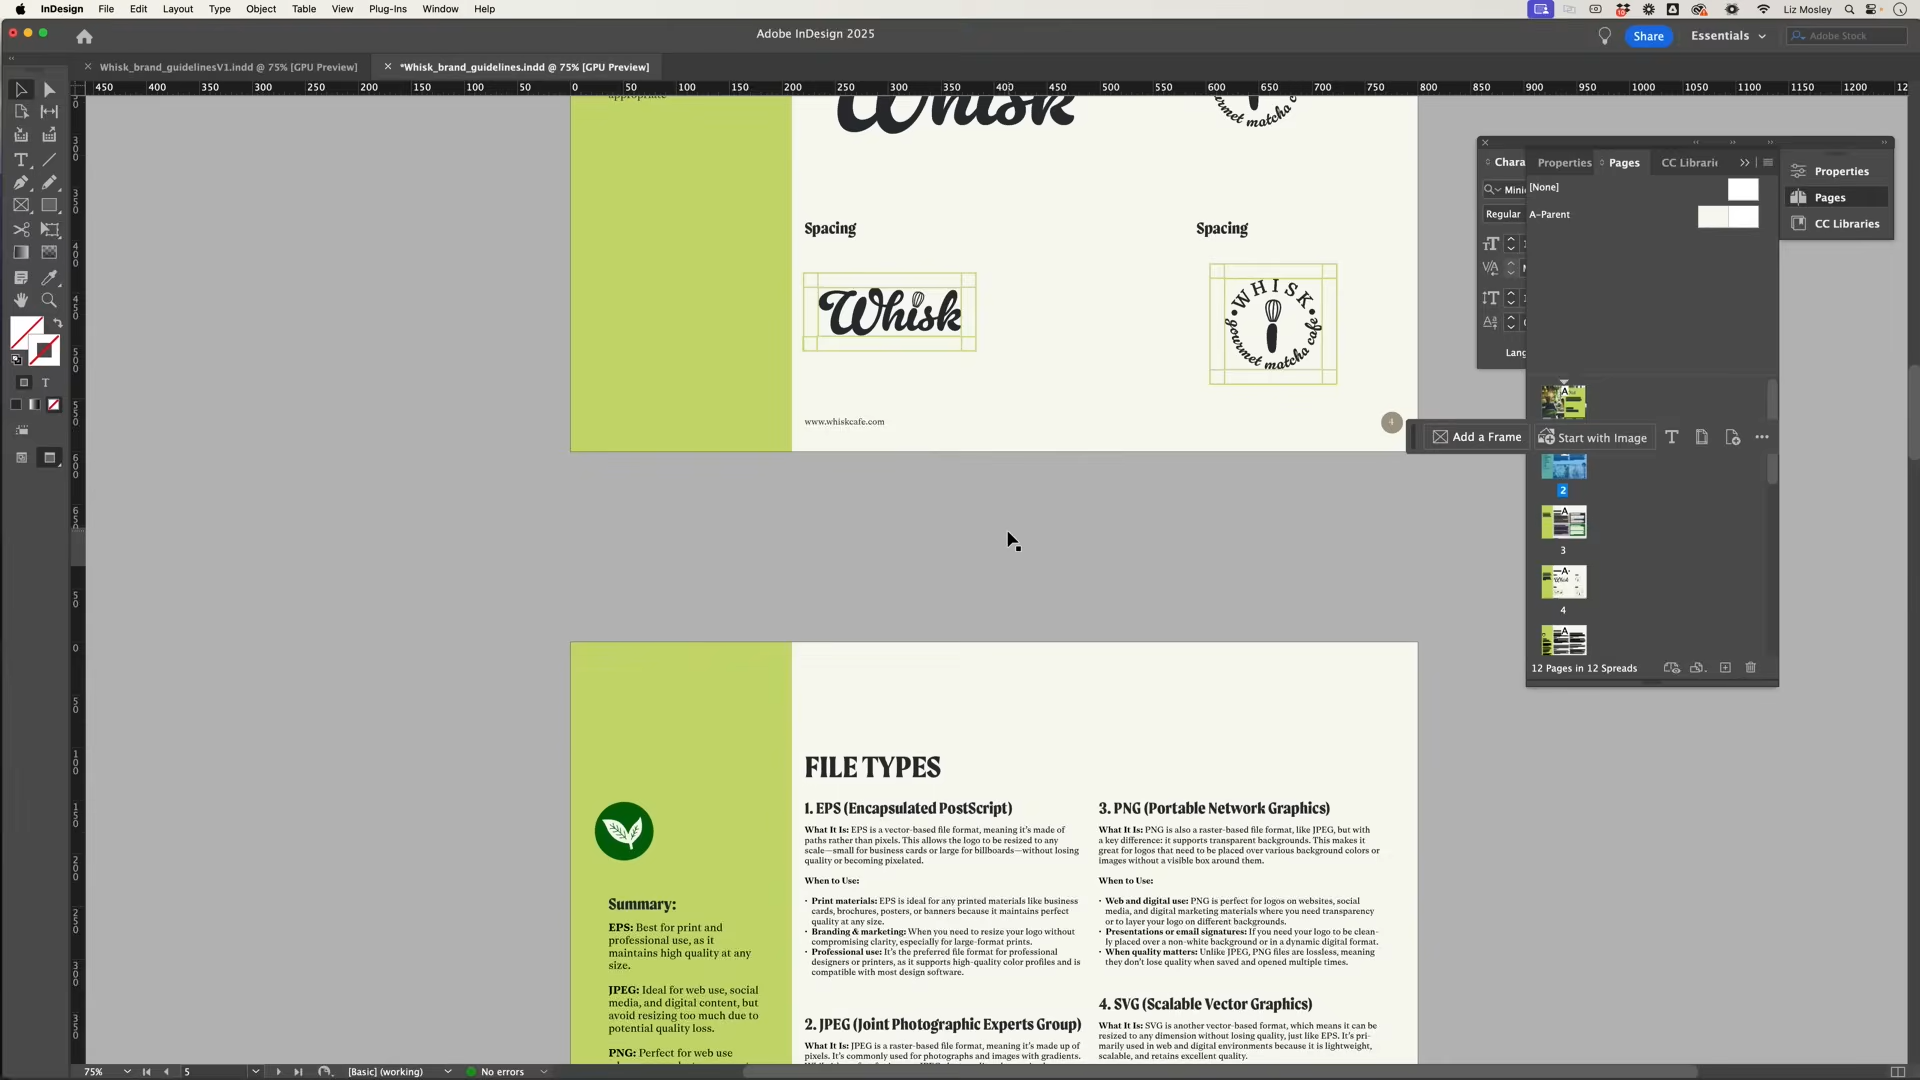 InDesign File Edit Layout Type Object Table View Plug-Ins Window Help
Liz Mosley
Adobe InDesign 2025
Share
Essentials
Adobe Stock
Whisk_brand_guidelinesV1.indd @ 75% [GPU Preview]
*Whisk_brand_guidelines.indd @ 75% [GPU Preview]
450 400 350 300 250 200 150 100 50 0 50 100 150 200 250 300 350 400 450 500 550 600 650 700 750 800 850 900 950 1000 1050 1100 1150 1200
appropriate
Whisk
gourmet matcha c
Spacing
Spacing
Whisk
WHISK
gourmet matcha cafe
www.whiskcafe.com
4
Chara
Properties
Pages
CC Librari
Mini
Regular
Lang
[None]
A-Parent
Properties
Pages
CC Libraries
A
Add a Frame
Start with Image
2
3
4
12 Pages in 12 Spreads
FILE TYPES
1. EPS (Encapsulated PostScript)
What It Is: EPS is a vector-based file format, meaning it's made of
paths rather than pixels. This allows the logo to be resized to any
scale—small for business cards or large for billboards—without losing
quality or becoming pixelated.
When to Use:
• Print materials: EPS is ideal for any printed materials like business
cards, brochures, posters, or banners because it maintains perfect
quality at any size.
• Branding & marketing: When you need to resize your logo without
compromising clarity, especially for large-format prints.
• Professional use: It's the preferred file format for professional
designers or printers, as it supports high-quality color profiles and is
compatible with most design software.
2. JPEG (Joint Photographic Experts Group)
What It Is: JPEG is a raster-based file format, meaning it's made up of
pixels. It's commonly used for photographs and images with gradients.
3. PNG (Portable Network Graphics)
What It Is: PNG is also a raster-based file format, like JPEG, but with
a key difference: it supports transparent backgrounds. This makes it
great for logos that need to be placed over various background colors or
images without a visible box around them.
When to Use:
• Web and digital use: PNG is perfect for logos on websites, social
media, and digital marketing materials where you need transparency
or to layer your logo on different backgrounds.
• Presentations or email signatures: If you need your logo to be clean-
ly placed over a non-white background or in a dynamic digital format.
• When quality matters: Unlike JPEG, PNG files are lossless, meaning
they don't lose quality when saved and opened multiple times.
4. SVG (Scalable Vector Graphics)
What It Is: SVG is another vector-based format, which means it can be
resized to any dimension without losing quality, just like EPS. It's pri-
marily used in web and digital environments because it is lightweight,
scalable, and retains excellent quality.
Summary:
EPS: Best for print and
professional use, as it
maintains high quality at any
size.
JPEG: Ideal for web use, social
media, and digital content, but
avoid resizing too much due to
potential quality loss.
PNG: Perfect for web use
75%
5
[Basic] (working)
No errors